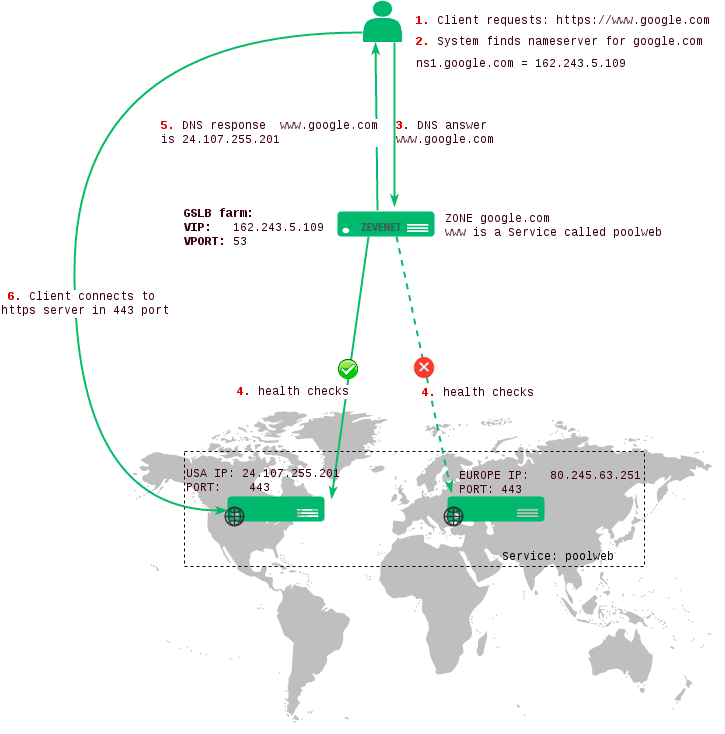 1. Client requests: https://www.google.com
2. System finds nameserver for google.com
ns1.google.com = 162.243.5.109
5. DNS response www.google.com
is 24.107.255.201
3. DNS answer
www.google.com
GSLB farm:
VIP: 162.243.5.109
VPORT: 53
ZEVENET
ZONE google.com
www is a Service called poolweb
6. Client connects to
https server in 443 port
4. health checks
4. health checks
USA IP: 24.107.255.201
PORT: 443
EUROPE IP: 80.245.63.251
PORT: 443
Service: poolweb